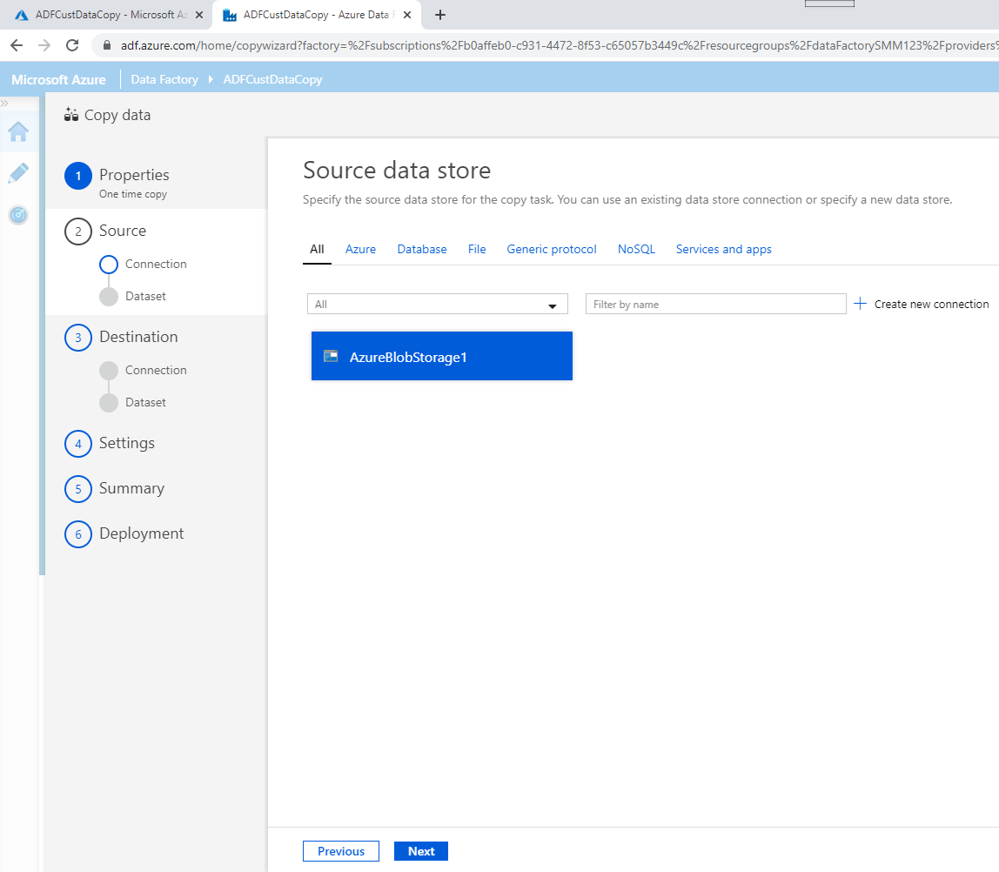 ADFCustDataCopy - Microsoft Az
ADFCustDataCopy - Azure Data F
adf.azure.com/home/copywizard?factory=%2Fsubscriptions%2Fb0affeb0-c931-4472-8f53-c65057b3449c%2Fresourcegroups%2FdataFactorySMM123%2Fproviders%
Microsoft Azure
Data Factory
ADFCustDataCopy
Copy data
1
Properties
One time copy
2
Source
Connection
Dataset
3
Destination
Connection
Dataset
4
Settings
5
Summary
6
Deployment
Source data store
Specify the source data store for the copy task. You can use an existing data store connection or specify a new data store.
All
Azure
Database
File
Generic protocol
NoSQL
Services and apps
All
Filter by name
Create new connection
AzureBlobStorage1
Previous
Next